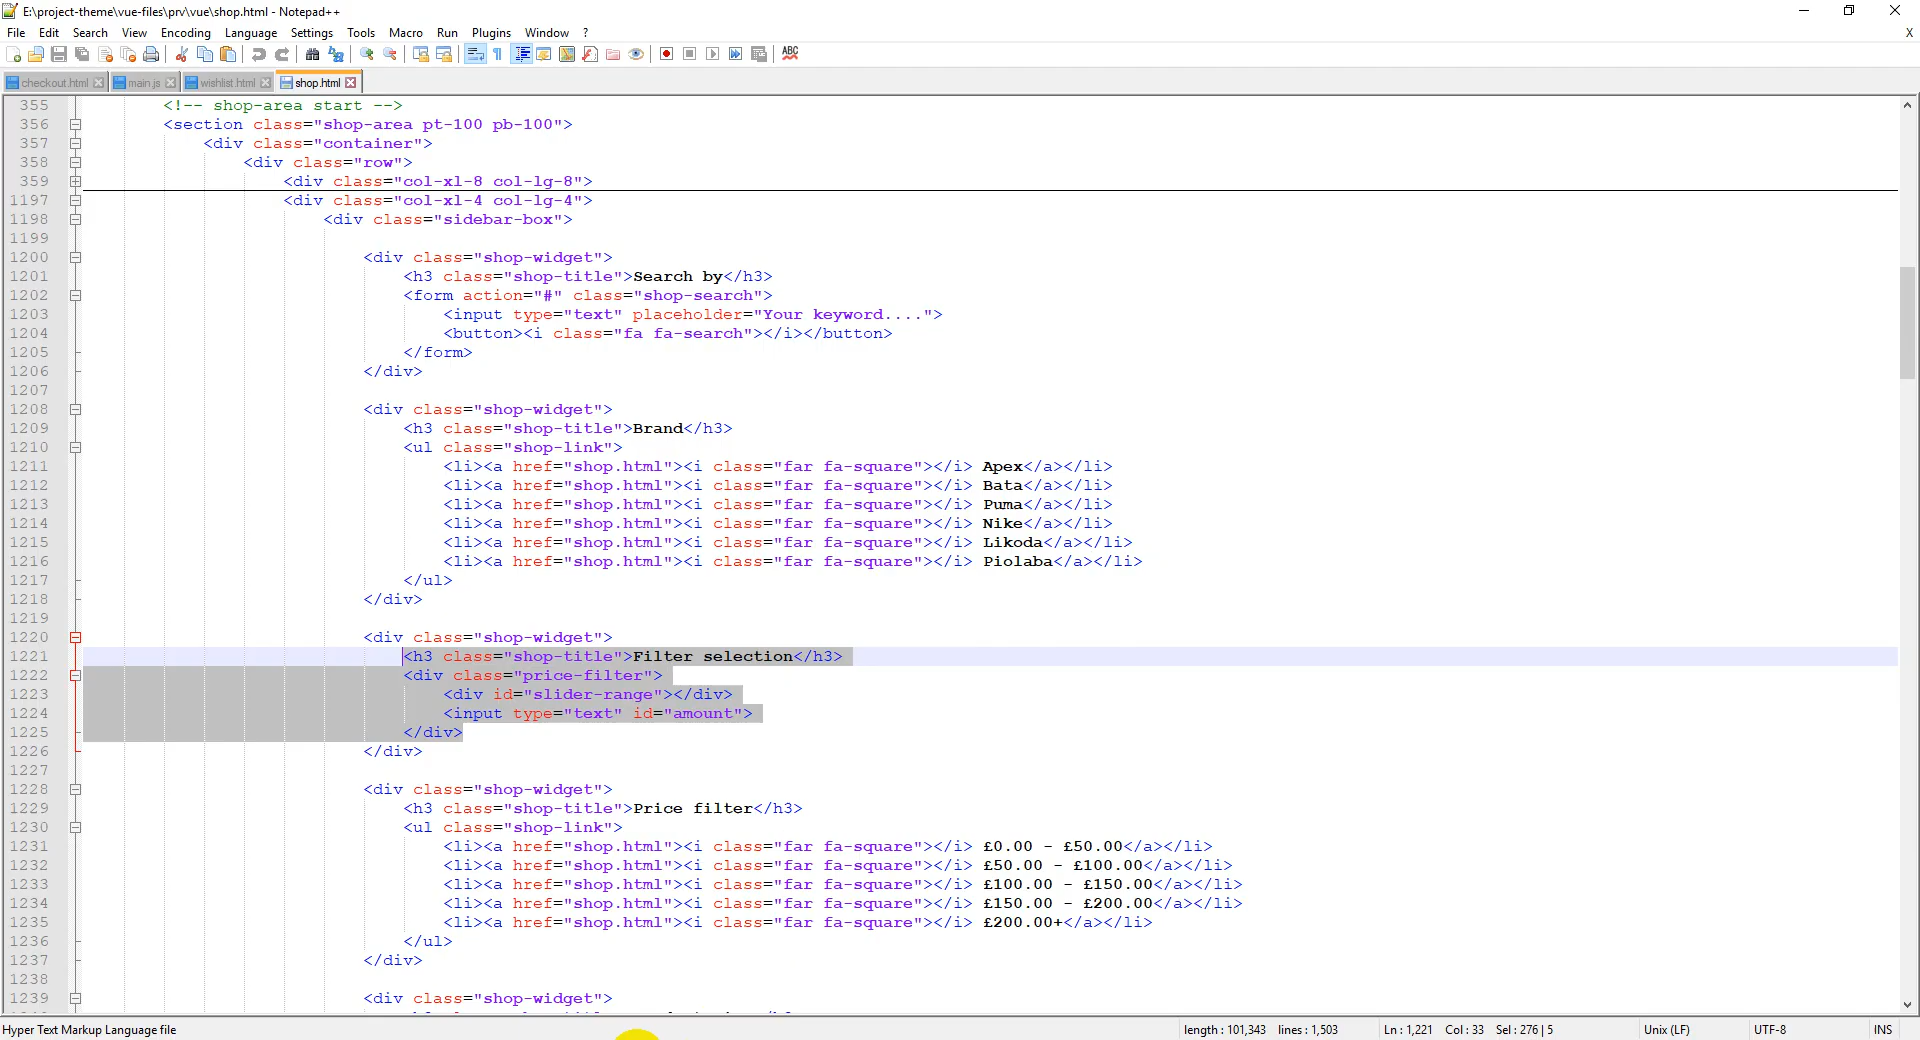 E:\project-theme\vue-files\prv\vue\shop.html - Notepad++
File Edit Search View Encoding Language Settings Tools Macro Run Plugins Window ? X
ABC
checkout.html main.js wishlist.html shop.html
355 <!-- shop-area start -->
356 <section class="shop-area pt-100 pb-100">
357 <div class="container">
358 <div class="row">
359 <div class="col-xl-8 col-lg-8">
1197 <div class="col-xl-4 col-lg-4">
1198 <div class="sidebar-box">
1199
1200 <div class="shop-widget">
1201 <h3 class="shop-title">Search by</h3>
1202 <form action="#" class="shop-search">
1203 <input type="text" placeholder="Your keyword....">
1204 <button><i class="fa fa-search"></i></button>
1205 </form>
1206 </div>
1207
1208 <div class="shop-widget">
1209 <h3 class="shop-title">Brand</h3>
1210 <ul class="shop-link">
1211 <li><a href="shop.html"><i class="far fa-square"></i> Apex</a></li>
1212 <li><a href="shop.html"><i class="far fa-square"></i> Bata</a></li>
1213 <li><a href="shop.html"><i class="far fa-square"></i> Puma</a></li>
1214 <li><a href="shop.html"><i class="far fa-square"></i> Nike</a></li>
1215 <li><a href="shop.html"><i class="far fa-square"></i> Likoda</a></li>
1216 <li><a href="shop.html"><i class="far fa-square"></i> Piolaba</a></li>
1217 </ul>
1218 </div>
1219
1220 <div class="shop-widget">
1221 <h3 class="shop-title">Filter selection</h3>
1222 <div class="price-filter">
1223 <div id="slider-range"></div>
1224 <input type="text" id="amount">
1225 </div>
1226 </div>
1227
1228 <div class="shop-widget">
1229 <h3 class="shop-title">Price filter</h3>
1230 <ul class="shop-link">
1231 <li><a href="shop.html"><i class="far fa-square"></i> £0.00 - £50.00</a></li>
1232 <li><a href="shop.html"><i class="far fa-square"></i> £50.00 - £100.00</a></li>
1233 <li><a href="shop.html"><i class="far fa-square"></i> £100.00 - £150.00</a></li>
1234 <li><a href="shop.html"><i class="far fa-square"></i> £150.00 - £200.00</a></li>
1235 <li><a href="shop.html"><i class="far fa-square"></i> £200.00+</a></li>
1236 </ul>
1237 </div>
1238
1239 <div class="shop-widget">
Hyper Text Markup Language file length : 101,343 lines : 1,503 Ln : 1,221 Col : 33 Sel : 276 | 5 Unix (LF) UTF-8 INS